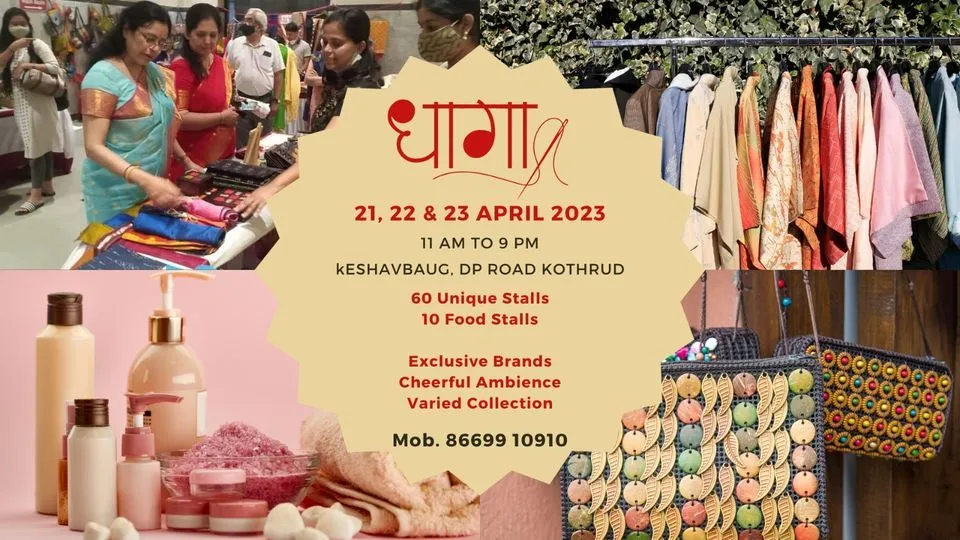 धागा
21, 22 & 23 APRIL 2023
11 AM TO 9 PM
kESHAVBAUG, DP ROAD KOTHRUD
60 Unique Stalls
10 Food Stalls
Exclusive Brands
Cheerful Ambience
Varied Collection
Mob. 86699 10910